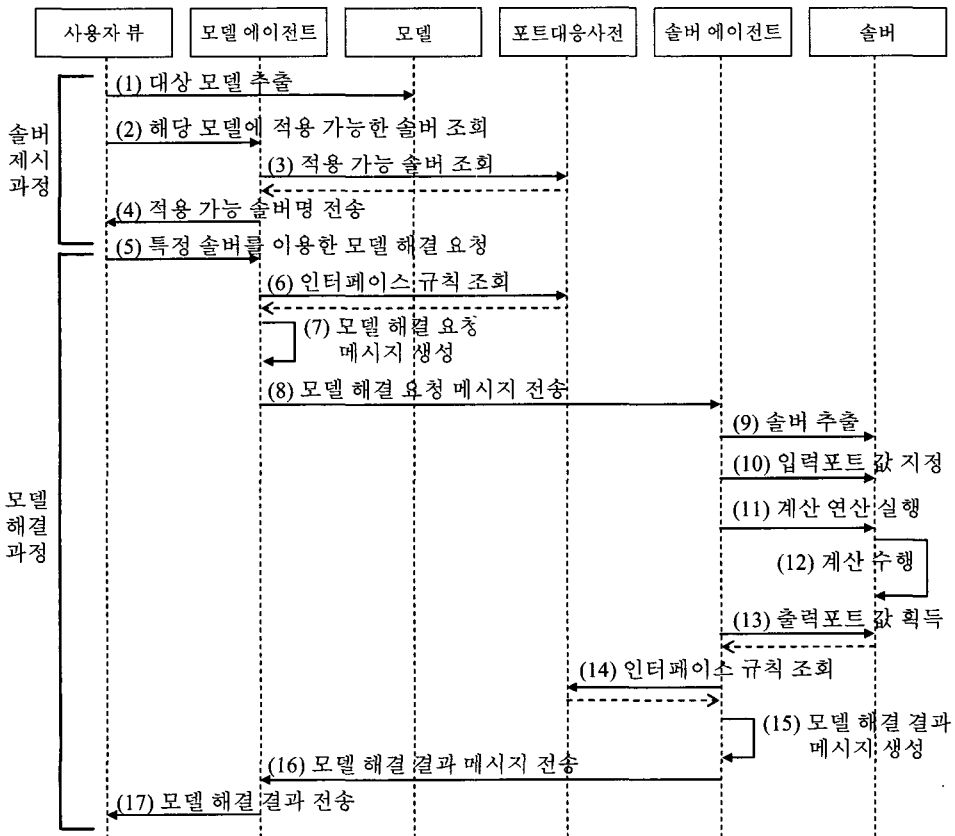 사용자 뷰
모델 에이전트
모델
포트대응사전
솔버 에이전트
솔버
솔버
제시
과정
(1) 대상 모델 추출
(2) 해당 모델에 적용 가능한 솔버 조회
(3) 적용 가능 솔버 조회
(4) 적용 가능 솔버명 전송
모델
해결
과정
(5) 특정 솔버를 이용한 모델 해결 요청
(6) 인터페이스 규칙 조회
(7) 모델 해결 요청
메시지 생성
(8) 모델 해결 요청 메시지 전송
(9) 솔버 추출
(10) 입력포트 값 지정
(11) 계산 연산 실행
(12) 계산 수행
(13) 출력포트 값 획득
(14) 인터페이스 규칙 조회
(15) 모델 해결 결과
메시지 생성
(16) 모델 해결 결과 메시지 전송
(17) 모델 해결 결과 전송